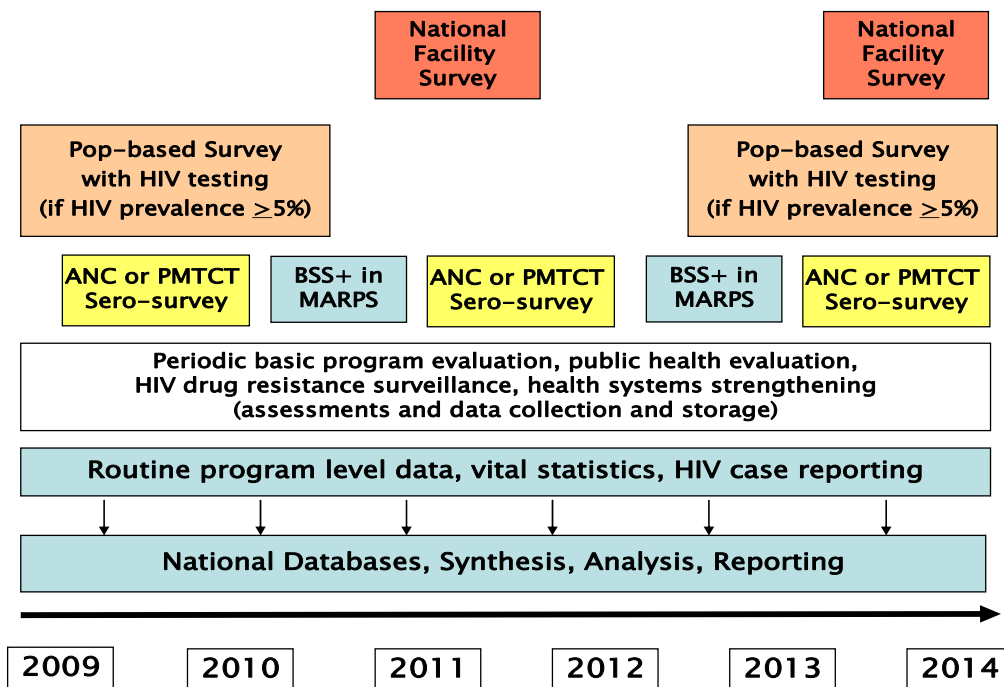 National
Facility
Survey
National
Facility
Survey
Pop-based Survey
with HIV testing
(if HIV prevalence ≥5%)
Pop-based Survey
with HIV testing
(if HIV prevalence ≥5%)
ANC or PMTCT
Sero-survey
BSS+ in
MARPS
ANC or PMTCT
Sero-survey
BSS+ in
MARPS
ANC or PMTCT
Sero-survey
Periodic basic program evaluation, public health evaluation,
HIV drug resistance surveillance, health systems strengthening
(assessments and data collection and storage)
Routine program level data, vital statistics, HIV case reporting
National Databases, Synthesis, Analysis, Reporting
2009
2010
2011
2012
2013
2014